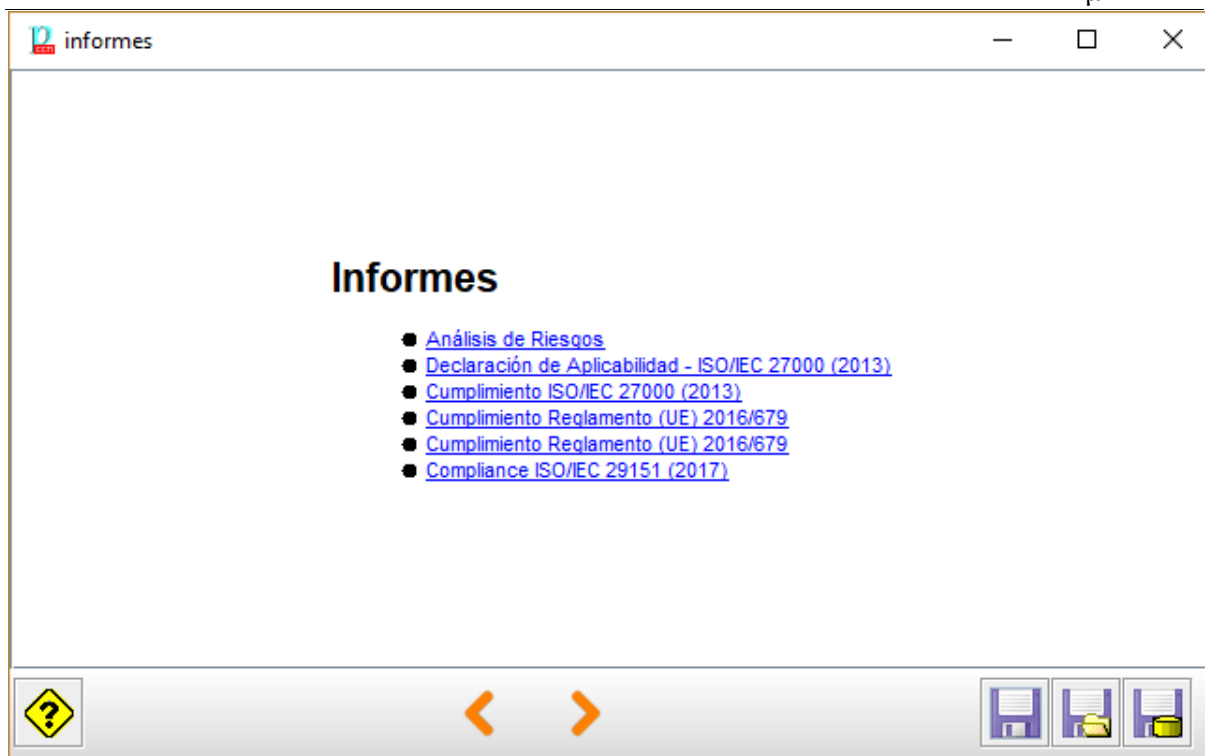 informes
Informes
Análisis de Riesgos
Declaración de Aplicabilidad - ISO/IEC 27000 (2013)
Cumplimiento ISO/IEC 27000 (2013)
Cumplimiento Reglamento (UE) 2016/679
Cumplimiento Reglamento (UE) 2016/679
Compliance ISO/IEC 29151 (2017)
?